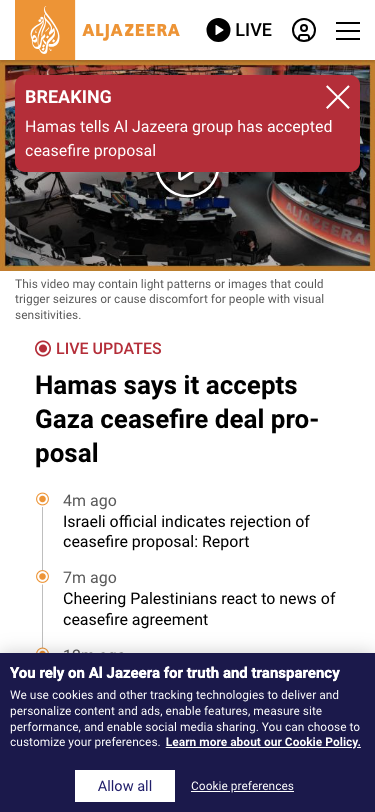 ALJAZEERA
LIVE
BREAKING
Hamas tells Al Jazeera group has accepted
ceasefire proposal
ALJAZEERA
This video may contain light patterns or images that could
trigger seizures or cause discomfort for people with visual
sensitivities.
LIVE UPDATES
Hamas says it accepts
Gaza ceasefire deal pro-
posal
4m ago
Israeli official indicates rejection of
ceasefire proposal: Report
7m ago
Cheering Palestinians react to news of
ceasefire agreement
You rely on Al Jazeera for truth and transparency
We use cookies and other tracking technologies to deliver and
personalize content and ads, enable features, measure site
performance, and enable social media sharing. You can choose to
customize your preferences. Learn more about our Cookie Policy.
Allow all
Cookie preferences